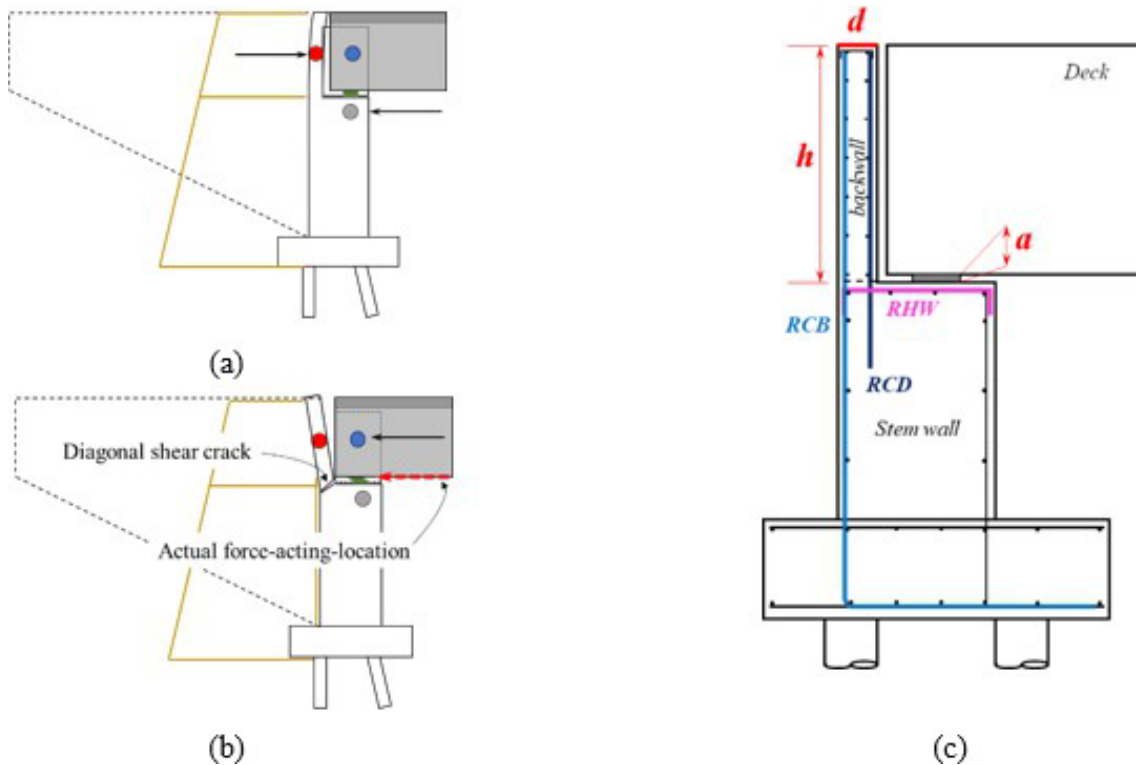 (a)
Diagonal shear crack
Actual force-acting-location
(b)
d
Deck
h
backwall
a
RHW
RCB
RCD
Stem wall
(c)